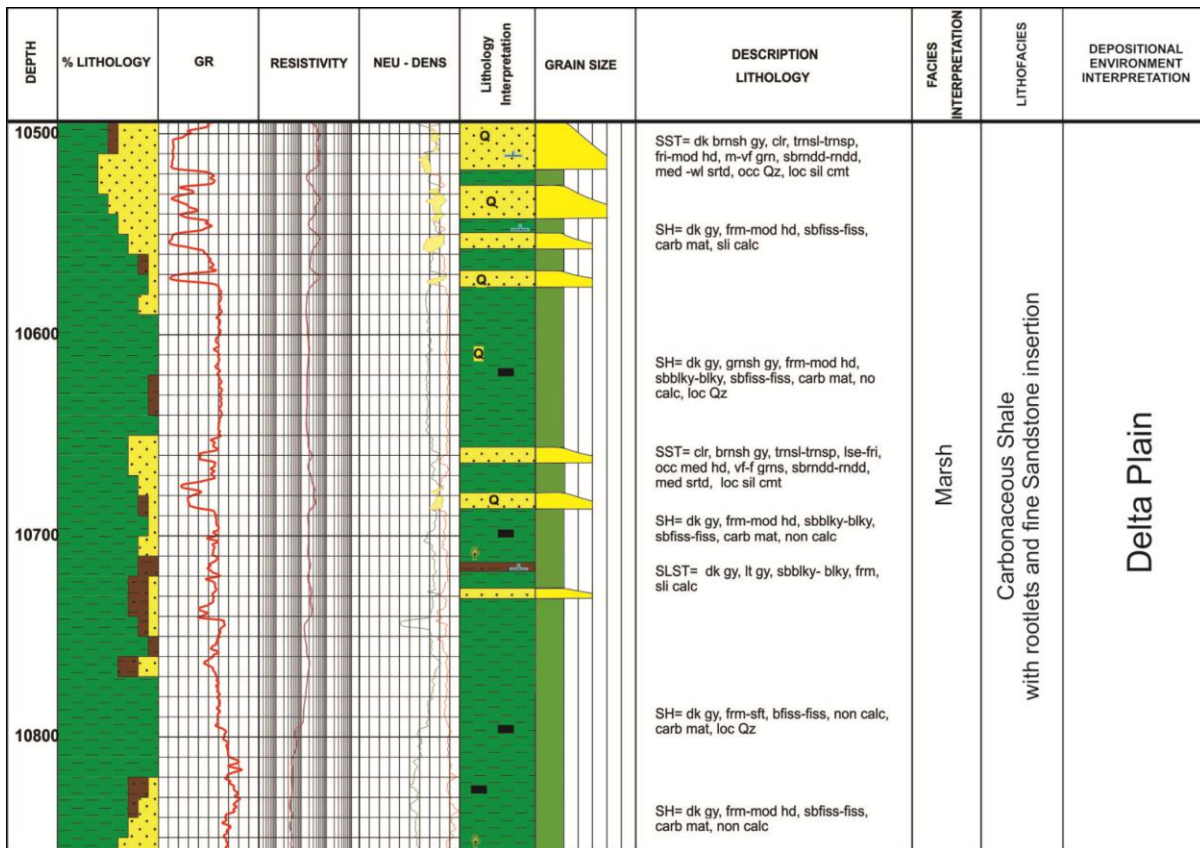 DEPTH
% LITHOLOGY
GR
RESISTIVITY
NEU - DENS
Lithology
Interpretation
GRAIN SIZE
DESCRIPTION
LITHOLOGY
FACIES
INTERPRETATION
LITHOFACIES
DEPOSITIONAL
ENVIRONMENT
INTERPRETATION
10500
Q
SST= dk brnsh gy, clr, trnsl-trnsp,
fri-mod hd, m-vf grn, sbrndd-rndd,
med -wl srtd, occ Qz, loc sil cmt
Q
SH= dk gy, frm-mod hd, sbfiss-fiss,
carb mat, sli calc
Q
10600
Q
SH= dk gy, grnsh gy, frm-mod hd,
sbblky-blky, sbfiss-fiss, carb mat, no
calc, loc Qz
SST= clr, brnsh gy, trnsl-trnsp, lse-fri,
occ med hd, vf-f grns, sbrndd-rndd,
med srtd, loc sil cmt
Q
10700
SH= dk gy, frm-mod hd, sbblky-blky,
sbfiss-fiss, carb mat, non calc
SLST= dk gy, lt gy, sbblky- blky, frm,
sli calc
SH= dk gy, frm-sft, bfiss-fiss, non calc,
carb mat, loc Qz
10800
SH= dk gy, frm-mod hd, sbfiss-fiss,
carb mat, non calc
Marsh
Carbonaceous Shale
with rootlets and fine Sandstone insertion
Delta Plain